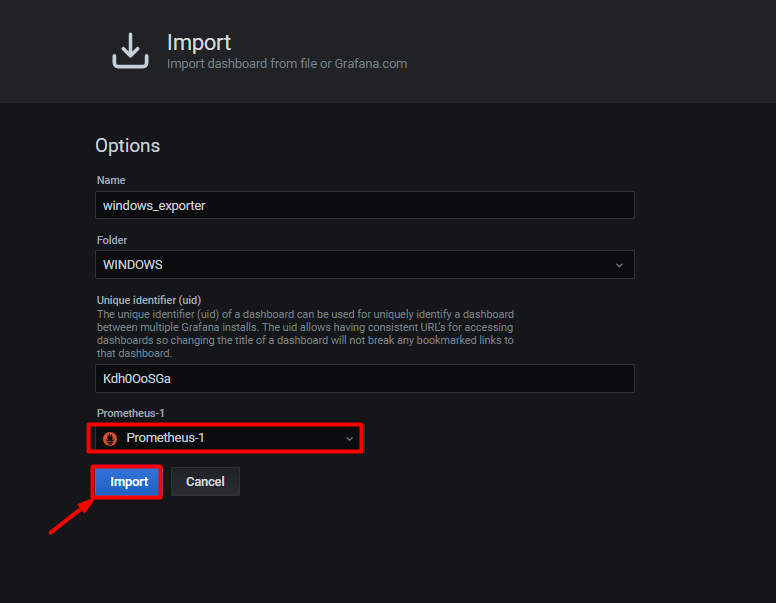 Import
Import dashboard from file or Grafana.com
Options
Name
windows_exporter
Folder
WINDOWS
Unique identifier (uid)
The unique identifier (uid) of a dashboard can be used for uniquely identify a dashboard
between multiple Grafana installs. The uid allows having consistent URL's for accessing
dashboards so changing the title of a dashboard will not break any bookmarked links to
that dashboard.
Kdh0OoSGa
Prometheus-1
Prometheus-1
Import Cancel